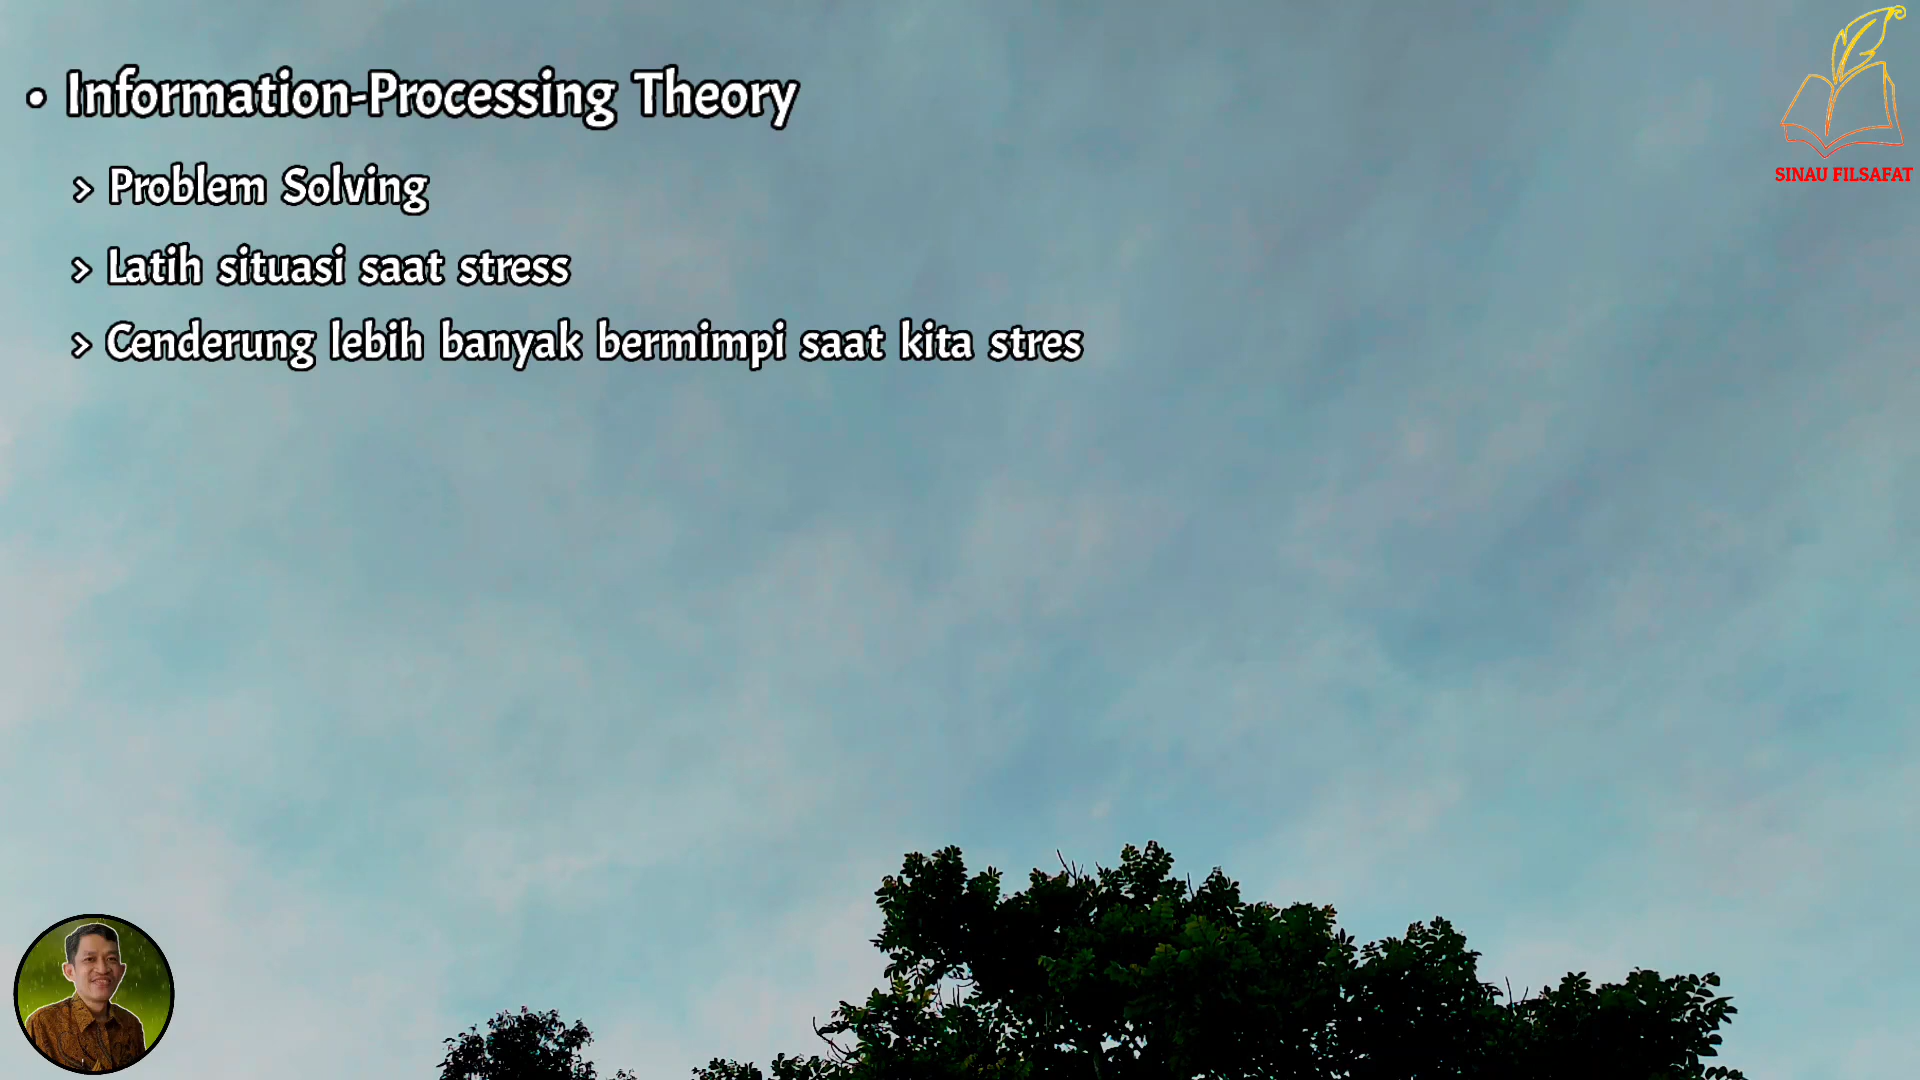 • Information-Processing Theory
> Problem Solving
> Latih situasi saat stress
> Cenderung lebih banyak bermimpi saat kita stres
SINAU FILSAFAT